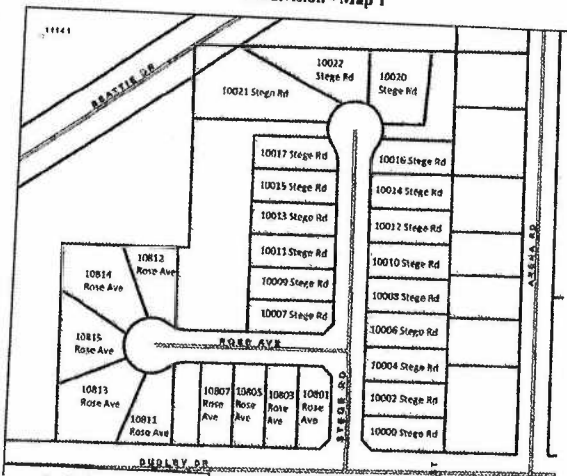 Map 1
BEATTIE DR
10021 Stege Rd
10022
Stege Rd
10020
Stege Rd
10017 Stege Rd
10016 Stege Rd
10015 Stege Rd
10014 Stege Rd
10013 Stege Rd
10012 Stege Rd
10011 Stege Rd
10010 Stege Rd
10009 Stege Rd
10008 Stege Rd
10007 Stege Rd
10006 Stege Rd
10004 Stege Rd
10002 Stege Rd
10000 Stege Rd
ARENA RD
10812
Rose Ave
10814
Rose Ave
10815
Rose Ave
10813
Rose Ave
10811
Rose Ave
ROSE AVE
10807
Rose
Ave
10805
Rose
Ave
10803
Rose
Ave
10801
Rose
Ave
STEGE RD
DUDLEY DR